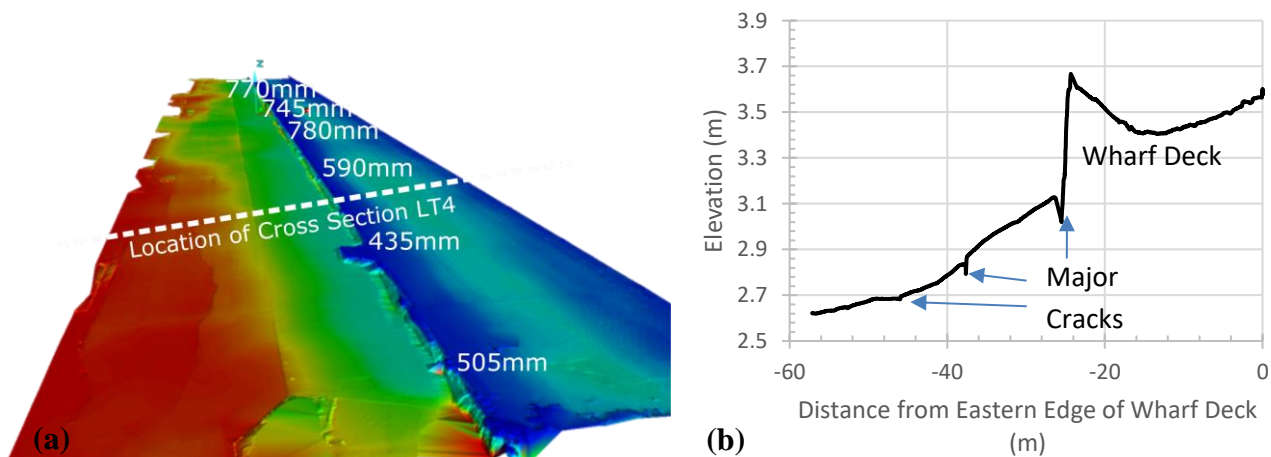 z
770mm
745mm
780mm
590mm
Location of Cross Section LT4
435mm
505mm
(a)
(b)
3.9
3.7
3.5
3.3
3.1
2.9
2.7
2.5
Elevation (m)
Wharf Deck
Major
Cracks
-60
-40
-20
0
Distance from Eastern Edge of Wharf Deck
(m)